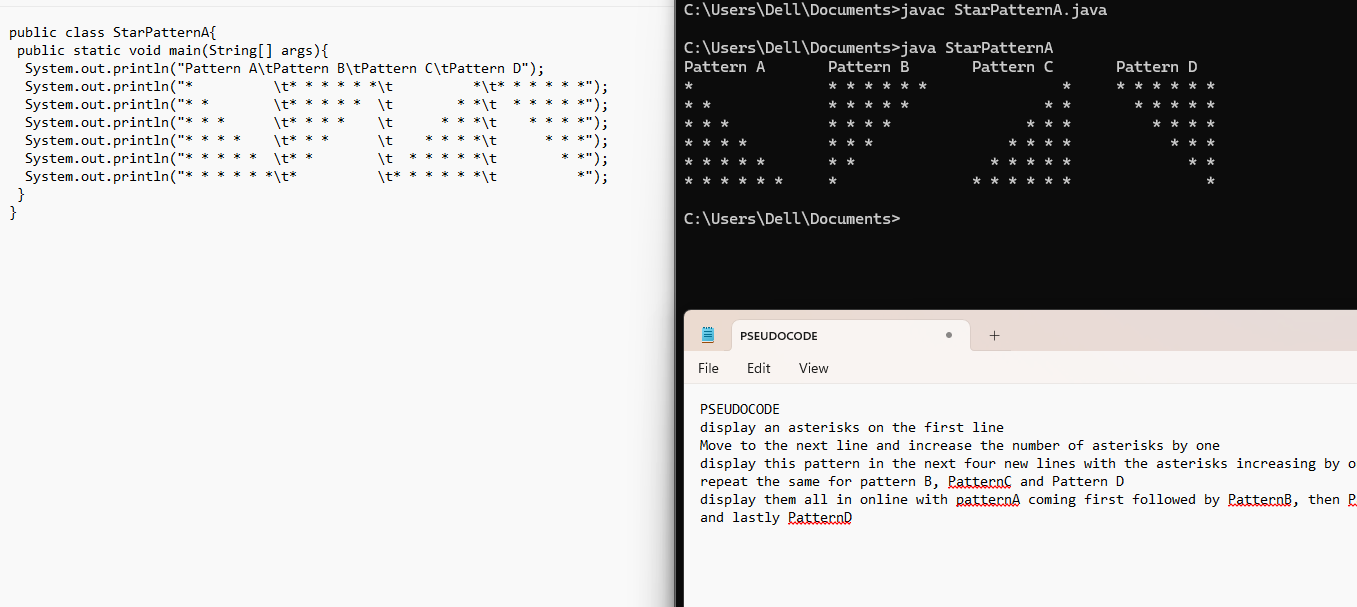 public class StarPatternA{
 public static void main(String[] args){
  System.out.println("Pattern A\tPattern B\tPattern C\tPattern D");
  System.out.println("*          \t* * * * * *\t          *\t* * * * * *");
  System.out.println("* *        \t* * * * *  \t        * *\t  * * * * *");
  System.out.println("* * *      \t* * * *    \t      * * *\t    * * * *");
  System.out.println("* * * *    \t* * *      \t    * * * *\t      * * *");
  System.out.println("* * * * *  \t* *        \t  * * * * *\t        * *");
  System.out.println("* * * * * *\t*          \t* * * * * *\t          *");
 }
}
C:\Users\Dell\Documents>javac StarPatternA.java
C:\Users\Dell\Documents>java StarPatternA
Pattern A       Pattern B       Pattern C       Pattern D
*               * * * * * *               *     * * * * * *
* *             * * * * *               * *       * * * * *
* * *           * * * *               * * *         * * * *
* * * *         * * *               * * * *           * * *
* * * * *       * *               * * * * *             * *
* * * * * *     *               * * * * * *               *
C:\Users\Dell\Documents>
PSEUDOCODE
File Edit View
PSEUDOCODE
display an asterisks on the first line
Move to the next line and increase the number of asterisks by one
display this pattern in the next four new lines with the asterisks increasing by
repeat the same for pattern B, PatternC and Pattern D
display them all in online with patternA coming first followed by PatternB, then
and lastly PatternD